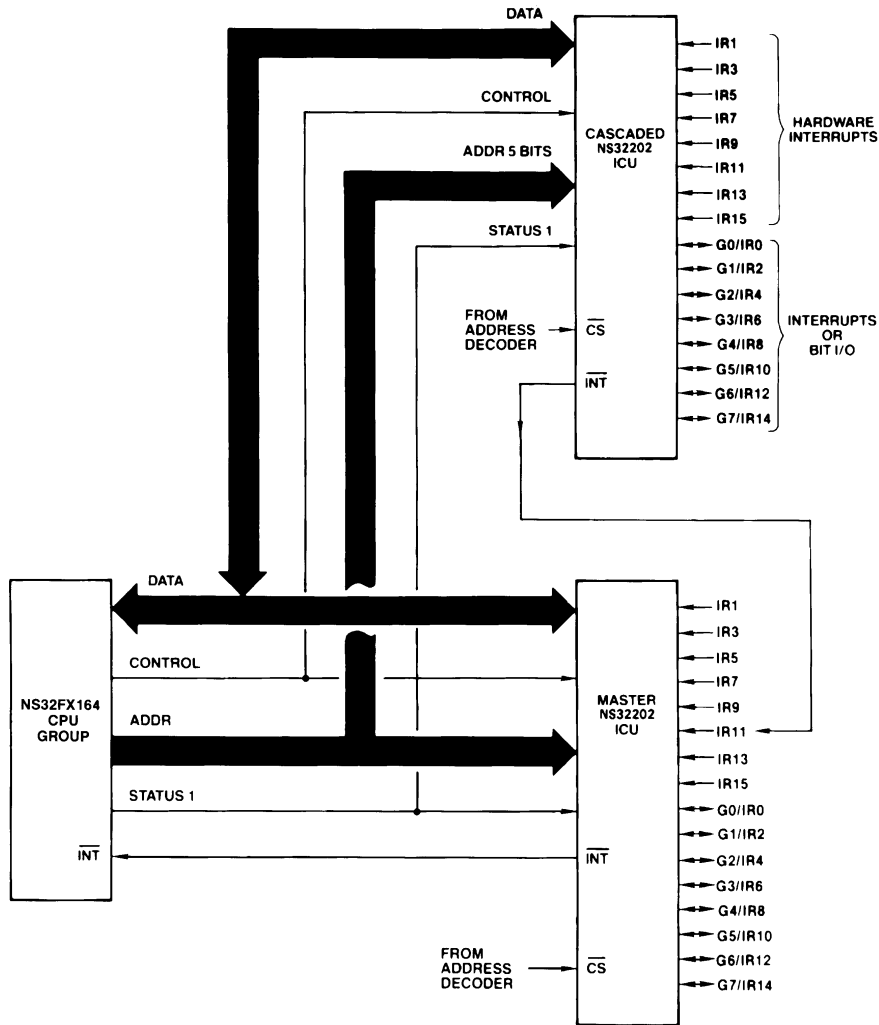 DATA
CONTROL
ADDR 5 BITS
STATUS 1
FROM
ADDRESS
DECODER
CASCADED
NS32202
ICU
CS
INT
IR1
IR3
IR5
IR7
IR9
IR11
IR13
IR15
G0/IR0
G1/IR2
G2/IR4
G3/IR6
G4/IR8
G5/IR10
G6/IR12
G7/IR14
HARDWARE
INTERRUPTS
INTERRUPTS
OR
BIT I/O
NS32FX164
CPU
GROUP
INT
DATA
CONTROL
ADDR
STATUS 1
FROM
ADDRESS
DECODER
MASTER
NS32202
ICU
INT
CS
IR1
IR3
IR5
IR7
IR9
IR11
IR13
IR15
G0/IR0
G1/IR2
G2/IR4
G3/IR6
G4/IR8
G5/IR10
G6/IR12
G7/IR14